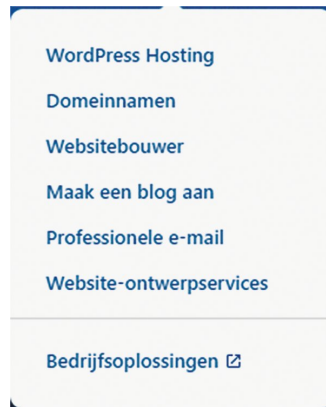 WordPress Hosting
Domeinnamen
Websitebouwer
Maak een blog aan
Professionele e-mail
Website-ontwerpservices
Bedrijfsoplossingen